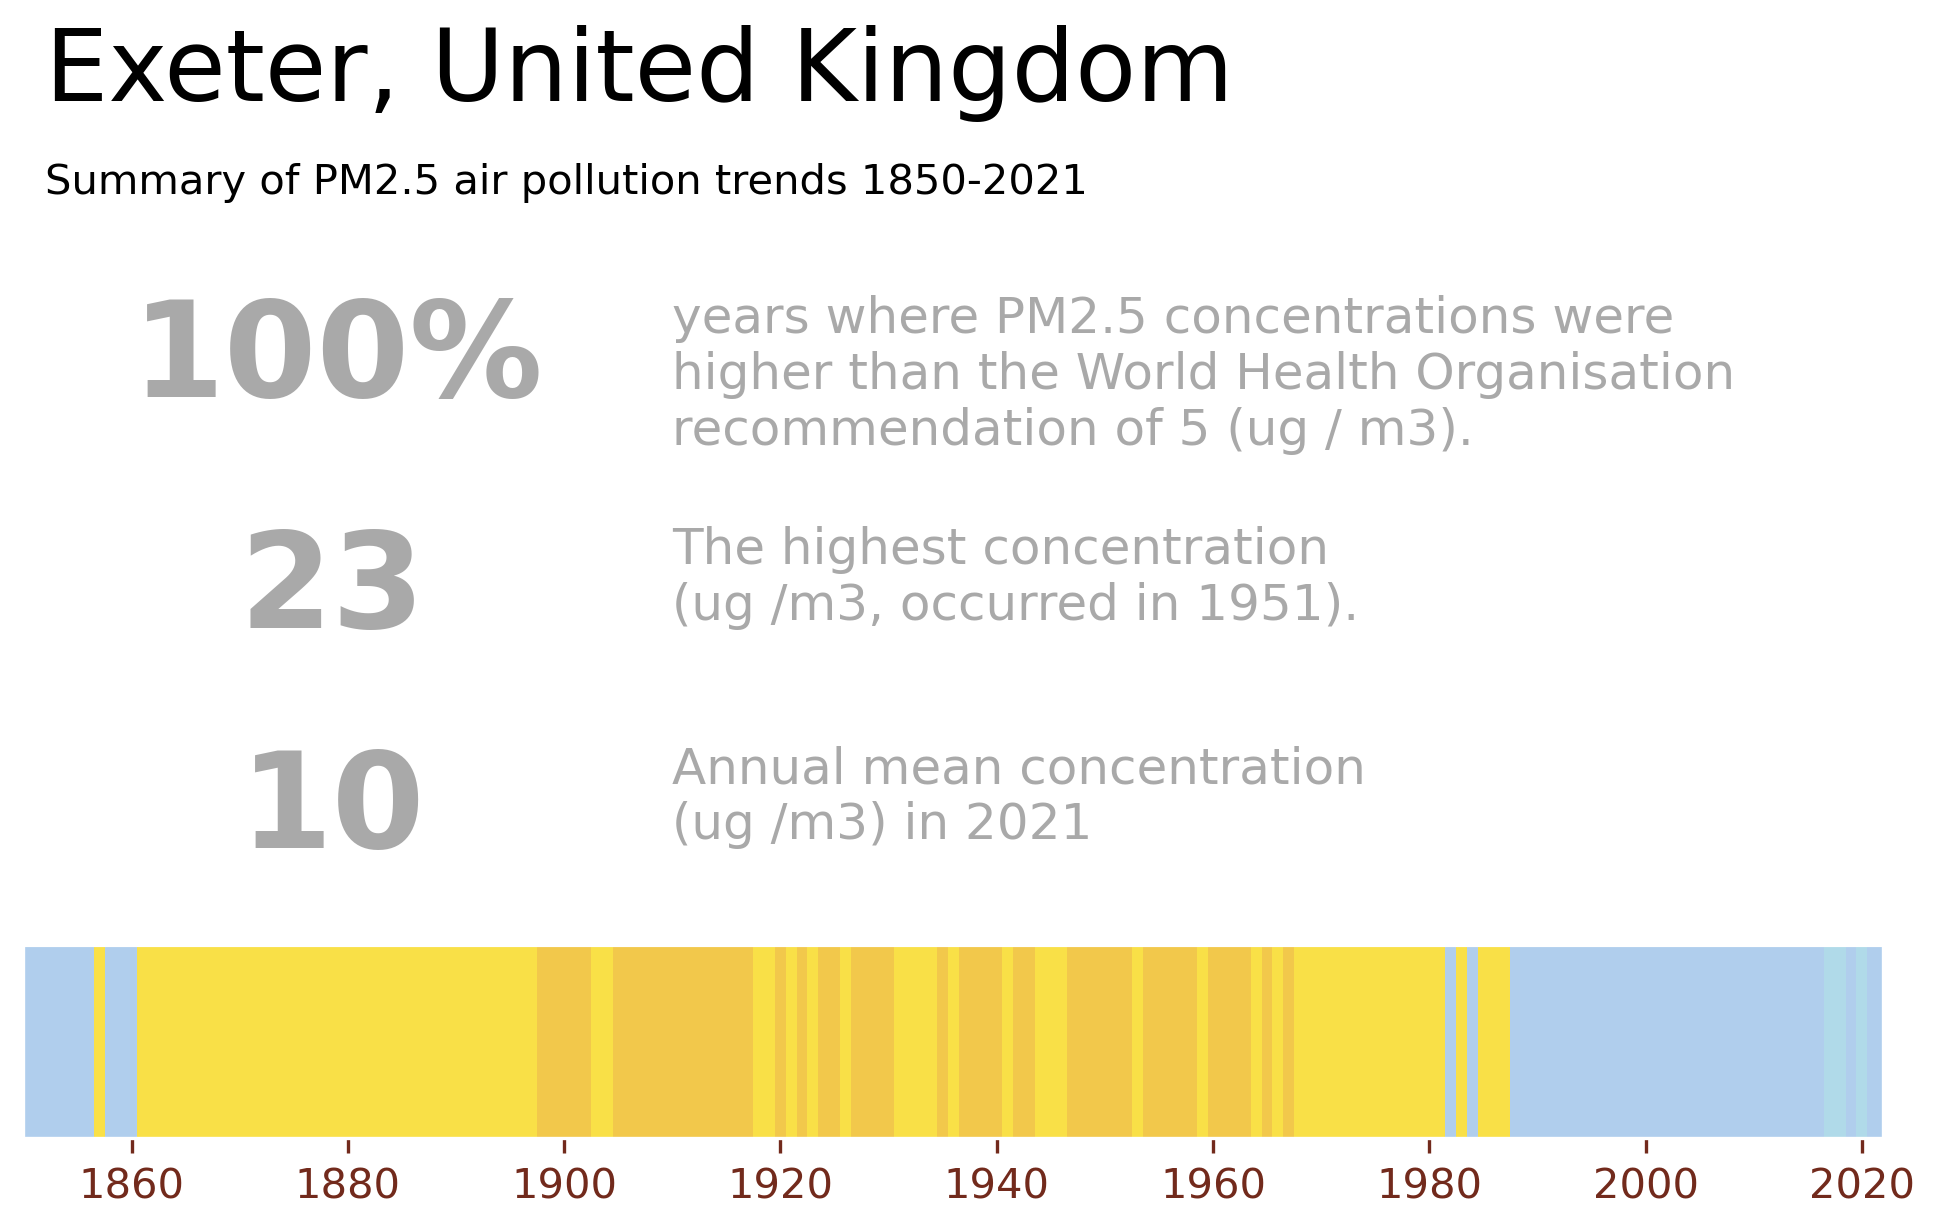 Exeter, United Kingdom
Summary of PM2.5 air pollution trends 1850-2021
100%
years where PM2.5 concentrations were
higher than the World Health Organisation
recommendation of 5 (ug / m3).
23
The highest concentration
(ug /m3, occurred in 1951).
10
Annual mean concentration
(ug /m3) in 2021
1860 1880 1900 1920 1940 1960 1980 2000 2020